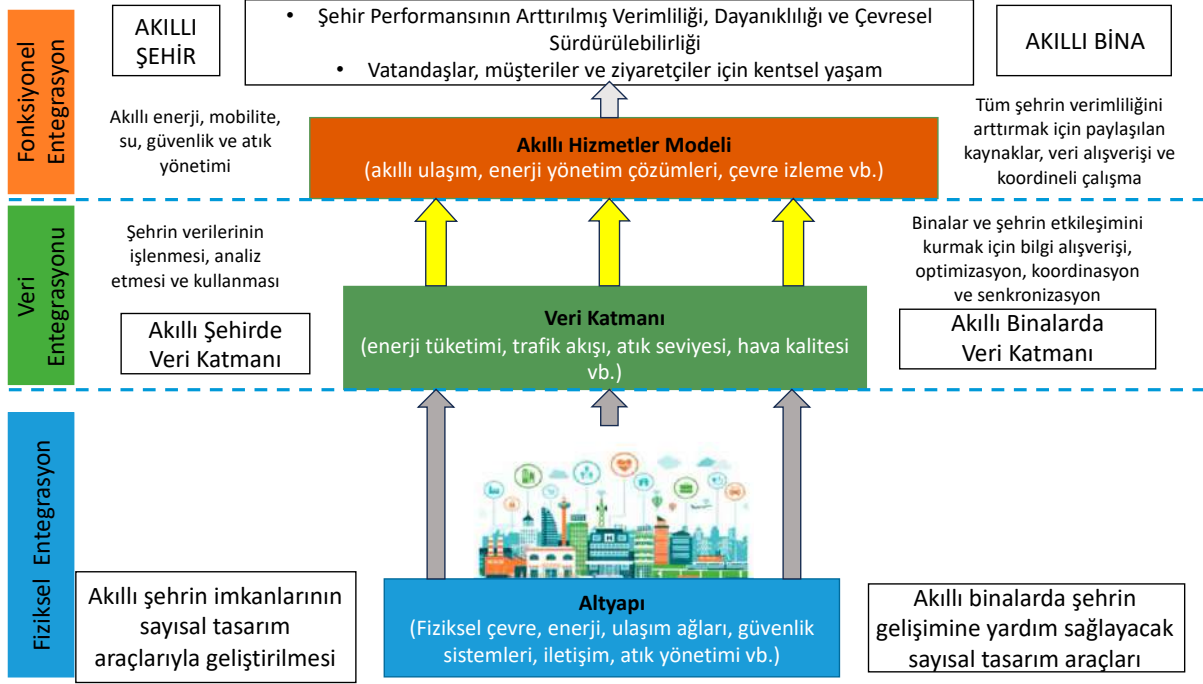 Fonksiyonel
Entegrasyon
AKILLI
ŞEHİR
• Şehir Performansının Arttırılmış Verimliliği, Dayanıklılığı ve Çevresel
Sürdürülebilirliği
• Vatandaşlar, müşteriler ve ziyaretçiler için kentsel yaşam
AKILLI BİNA
Akıllı enerji, mobilite,
su, güvenlik ve atık
yönetimi
Akıllı Hizmetler Modeli
(akıllı ulaşım, enerji yönetim çözümleri, çevre izleme vb.)
Tüm şehrin verimliliğini
arttırmak için paylaşılan
kaynaklar, veri alışverişi ve
koordineli çalışma
Veri
Entegrasyonu
Şehrin verilerinin
işlenmesi, analiz
etmesi ve kullanması
Akıllı Şehirde
Veri Katmanı
Veri Katmanı
(enerji tüketimi, trafik akışı, atık seviyesi, hava kalitesi
vb.)
Binalar ve şehrin etkileşimini
kurmak için bilgi alışverişi,
optimizasyon, koordinasyon
ve senkronizasyon
Akıllı Binalarda
Veri Katmanı
Fiziksel Entegrasyon
Akıllı şehrin imkanlarının
sayısal tasarım
araçlarıyla geliştirilmesi
H
Altyapı
(Fiziksel çevre, enerji, ulaşım ağları, güvenlik
sistemleri, iletişim, atık yönetimi vb.)
Akıllı binalarda şehrin
gelişimine yardım sağlayacak
sayısal tasarım araçları